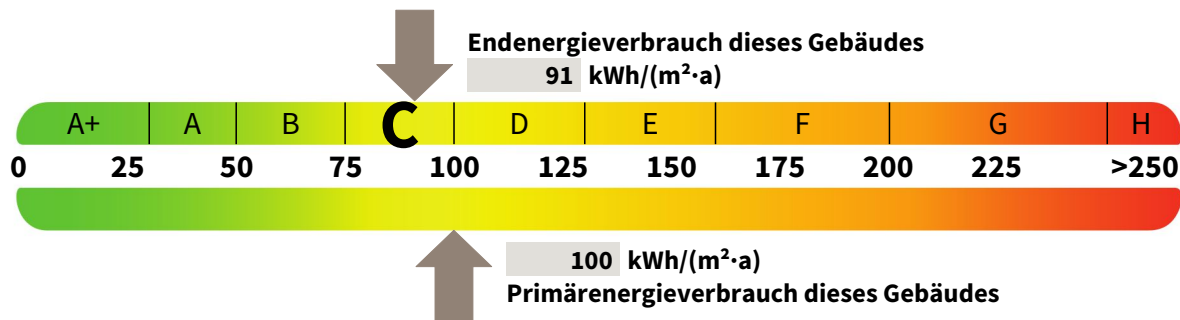 Endenergieverbrauch dieses Gebäudes
91 kWh/(m²·a)
A+ A B C D E F G H
0 25 50 75 100 125 150 175 200 225 >250
100 kWh/(m²·a)
Primärenergieverbrauch dieses Gebäudes